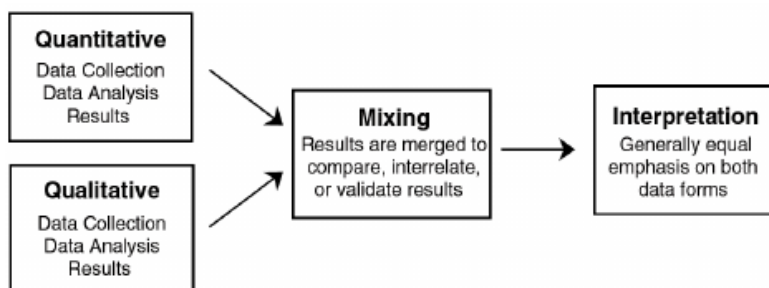 Quantitative
Data Collection
Data Analysis
Results
Qualitative
Data Collection
Data Analysis
Results
Mixing
Results are merged to
compare, interrelate,
or validate results
Interpretation
Generally equal
emphasis on both
data forms